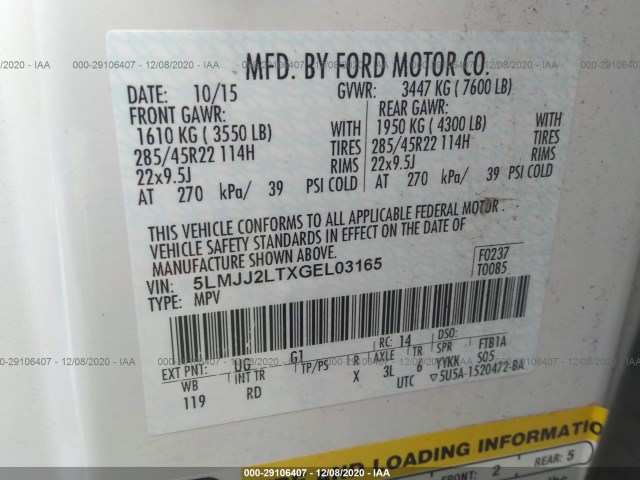 000-29106407 - 12/08/2020 - IAA
MFD. BY FORD MOTOR CO.
DATE: 10/15 GVWR: 3447 KG ( 7600 LB)
FRONT GAWR: REAR GAWR:
1610 KG ( 3550 LB) WITH 1950 KG ( 4300 LB) WITH
285/45R22 114H TIRES 285/45R22 114H TIRES
22x9.5J RIMS 22x9.5J RIMS
AT 270 kPa/ 39 PSI COLD AT 270 kPa/ 39 PSI COLD
THIS VEHICLE CONFORMS TO ALL APPLICABLE FEDERAL MOTOR
VEHICLE SAFETY STANDARDS IN EFFECT ON THE DATE OF
MANUFACTURE SHOWN ABOVE.
VIN: 5LMJJ2LTXGEL03165 F0237
TYPE: MPV T0085
EXT PNT: UG G1 RC: 14 DSO:
WB INT TR TP/PS R AXLE TR SPR FTB1A
119 RD X 3L 6 YYKK S05
UTC ▽5U5A-1520472-BA
LOADING INFORMATIO
FRONT: 2 REAR: 5
000-29106407 - 12/08/2020 - IAA